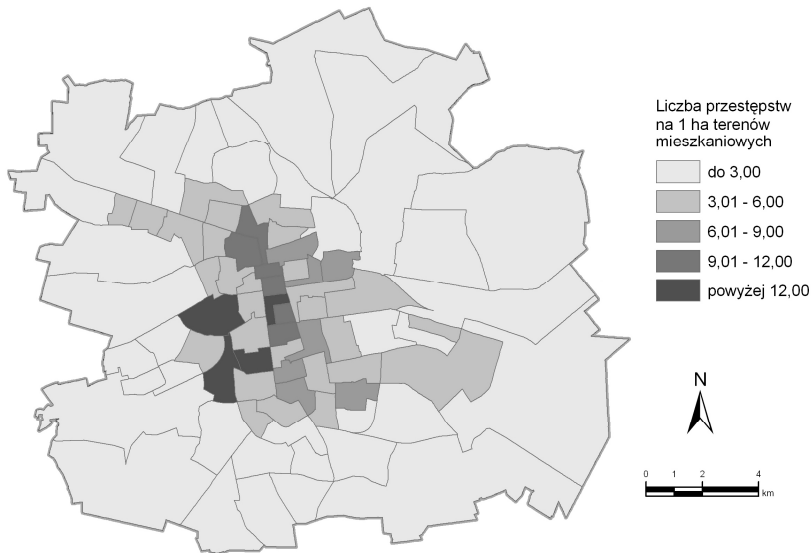 Liczba przestępstw
na 1 ha terenów
mieszkaniowych
do 3,00
3,01 - 6,00
6,01 - 9,00
9,01 - 12,00
powyżej 12,00
N
0 1 2 4
km